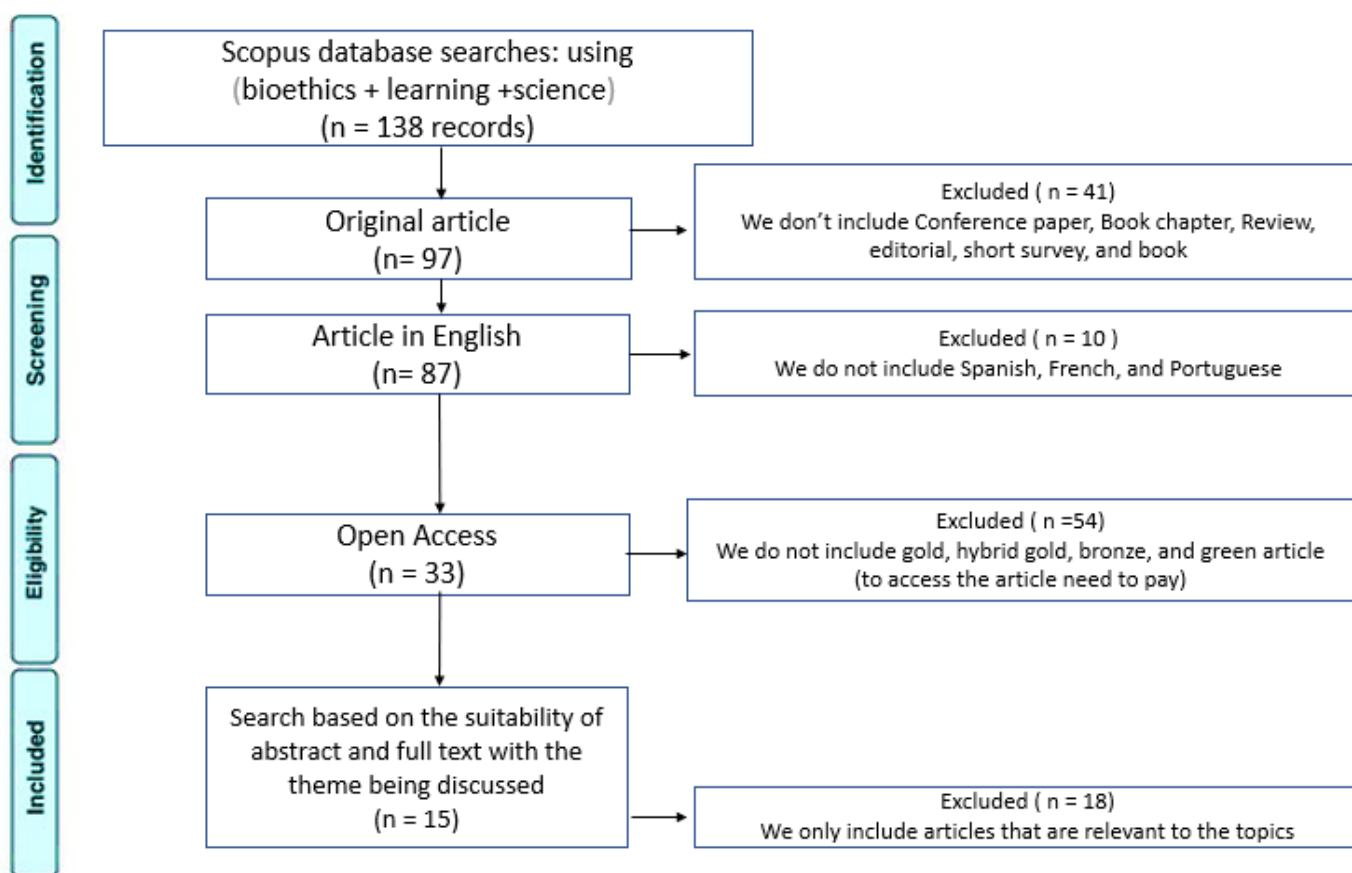 Identification
Scopus database searches: using
(bioethics + learning +science)
(n = 138 records)
Original article
(n= 97)
Excluded ( n = 41)
We don't include Conference paper, Book chapter, Review,
editorial, short survey, and book
Screening
Article in English
(n= 87)
Excluded ( n = 10 )
We do not include Spanish, French, and Portuguese
Eligibility
Open Access
(n = 33)
Excluded ( n =54)
We do not include gold, hybrid gold, bronze, and green article
(to access the article need to pay)
Included
Search based on the suitability of
abstract and full text with the
theme being discussed
(n = 15)
Excluded ( n = 18)
We only include articles that are relevant to the topics